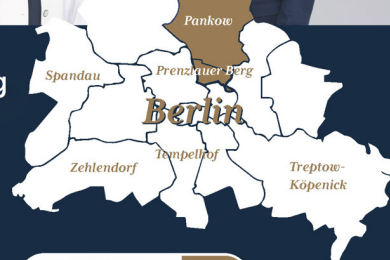 Pankow
Spandau
Prenzlauer Berg
g
Berlin
Zehlendorf
Tempelhof
Treptow-
Köpenick